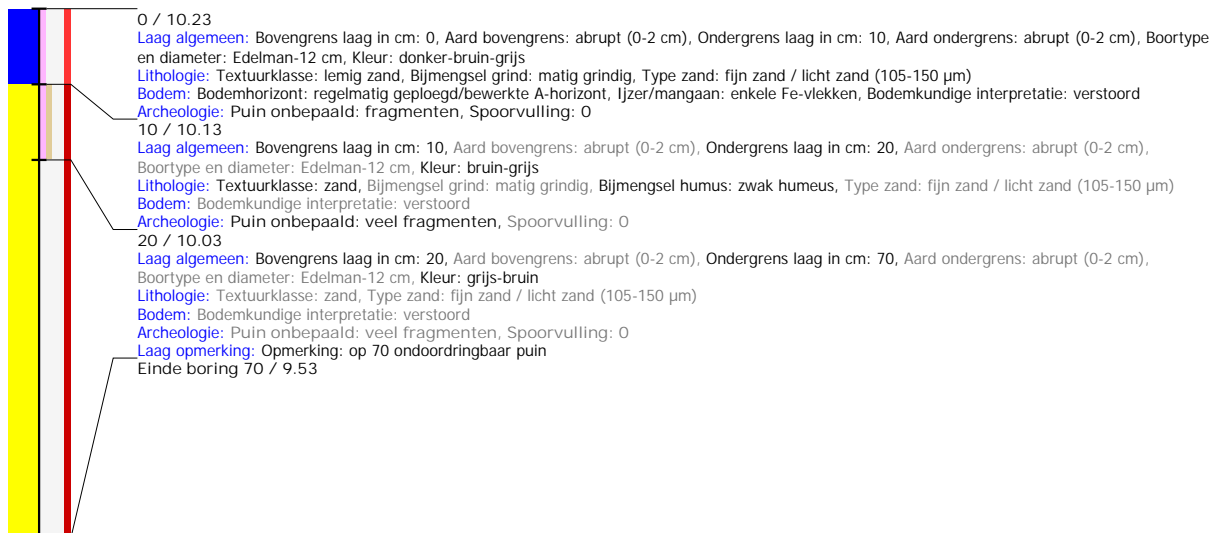 0 / 10.23
Laag algemeen: Bovengrens laag in cm: 0, Aard bovengrens: abrupt (0-2 cm), Ondergrens laag in cm: 10, Aard ondergrens: abrupt (0-2 cm), Boortype
en diameter: Edelman-12 cm, Kleur: donker-bruin-grijs
Lithologie: Textuurklasse: lemig zand, Bijmengsel grind: matig grindig, Type zand: fijn zand / licht zand (105-150 µm)
Bodem: Bodemhorizont: regelmatig geploegd/bewerkte A-horizont, Ijzer/mangaan: enkele Fe-vlekken, Bodemkundige interpretatie: verstoord
Archeologie: Puin onbepaald: fragmenten, Spoorvulling: 0
10 / 10.13
Laag algemeen: Bovengrens laag in cm: 10, Aard bovengrens: abrupt (0-2 cm), Ondergrens laag in cm: 20, Aard ondergrens: abrupt (0-2 cm),
Boortype en diameter: Edelman-12 cm, Kleur: bruin-grijs
Lithologie: Textuurklasse: zand, Bijmengsel grind: matig grindig, Bijmengsel humus: zwak humeus, Type zand: fijn zand / licht zand (105-150 µm)
Bodem: Bodemkundige interpretatie: verstoord
Archeologie: Puin onbepaald: veel fragmenten, Spoorvulling: 0
20 / 10.03
Laag algemeen: Bovengrens laag in cm: 20, Aard bovengrens: abrupt (0-2 cm), Ondergrens laag in cm: 70, Aard ondergrens: abrupt (0-2 cm),
Boortype en diameter: Edelman-12 cm, Kleur: grijs-bruin
Lithologie: Textuurklasse: zand, Type zand: fijn zand / licht zand (105-150 µm)
Bodem: Bodemkundige interpretatie: verstoord
Archeologie: Puin onbepaald: veel fragmenten, Spoorvulling: 0
Laag opmerking: Opmerking: op 70 ondoordringbaar puin
Einde boring 70 / 9.53